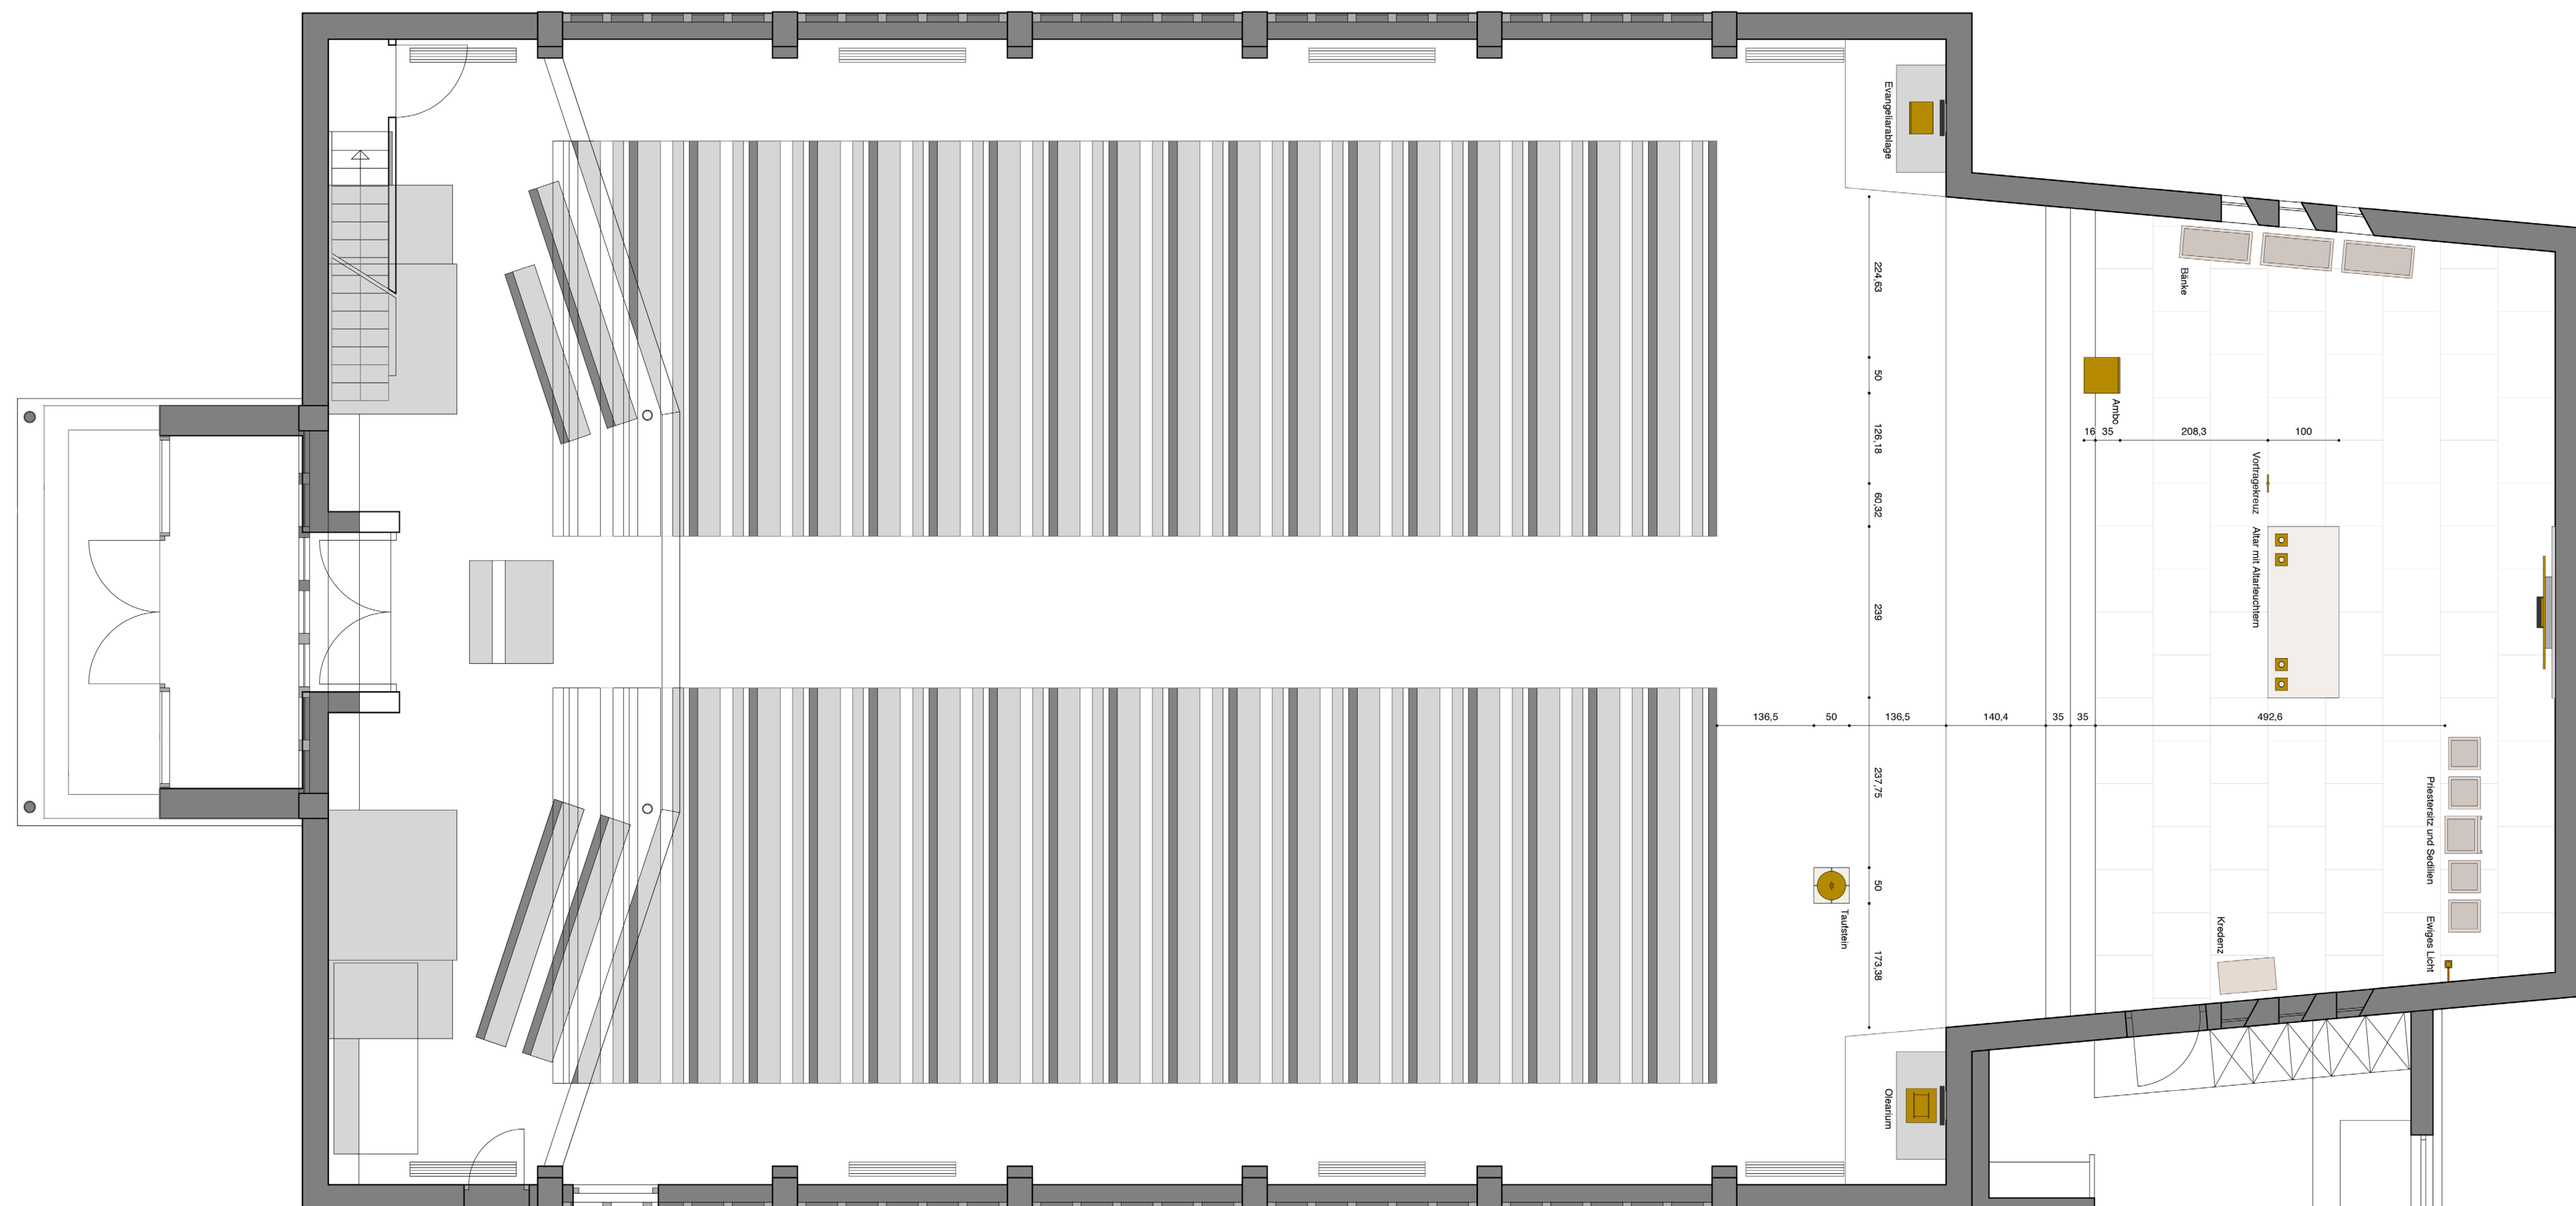 Evangeliarablage
Bänke
224,63
50
Ambo
126,18
16
35
208,3
100
Vortragekreuz
60,32
Altar mit Altarleuchtern
239
136,5
50
136,5
140,4
35
35
492,6
237,75
Priestersitz und Sedilien
50
Taufstein
Kredenz
Ewiges Licht
173,38
Olearium